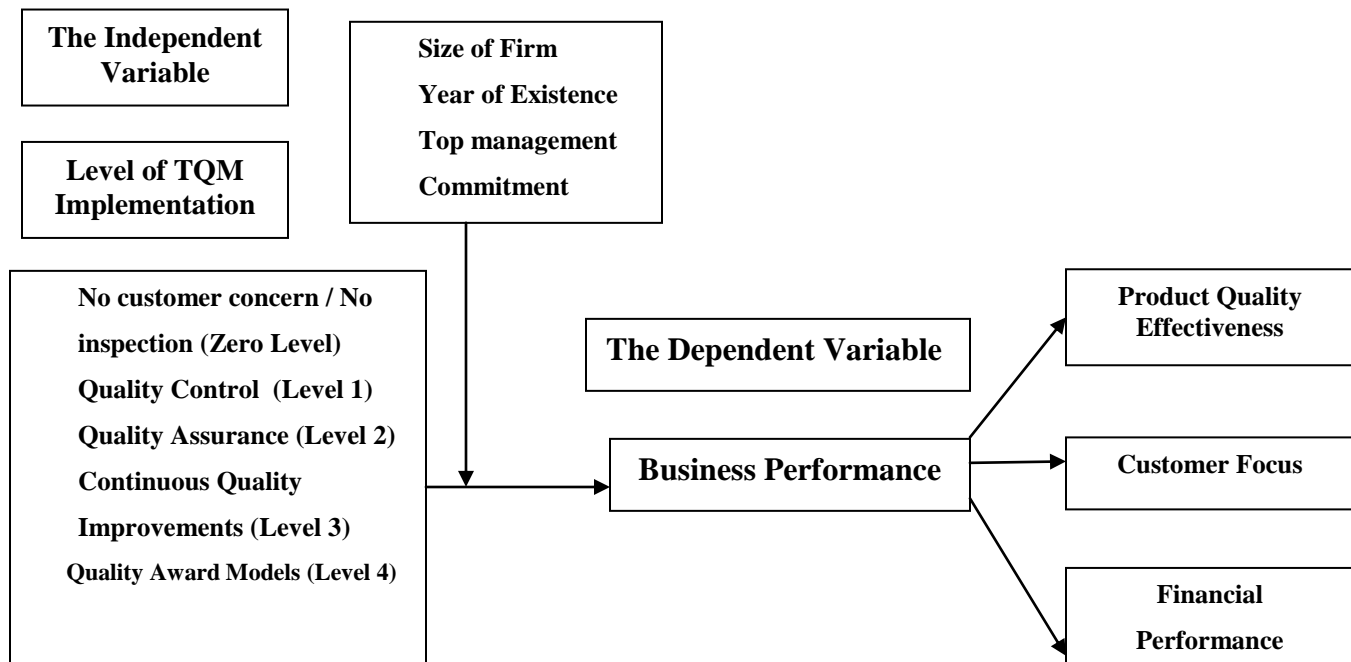 The Independent
Variable
Level of TQM
Implementation
Size of Firm
Year of Existence
Top management
Commitment
No customer concern / No
inspection (Zero Level)
Quality Control (Level 1)
Quality Assurance (Level 2)
Continuous Quality
Improvements (Level 3)
Quality Award Models (Level 4)
The Dependent Variable
Business Performance
Product Quality
Effectiveness
Customer Focus
Financial
Performance